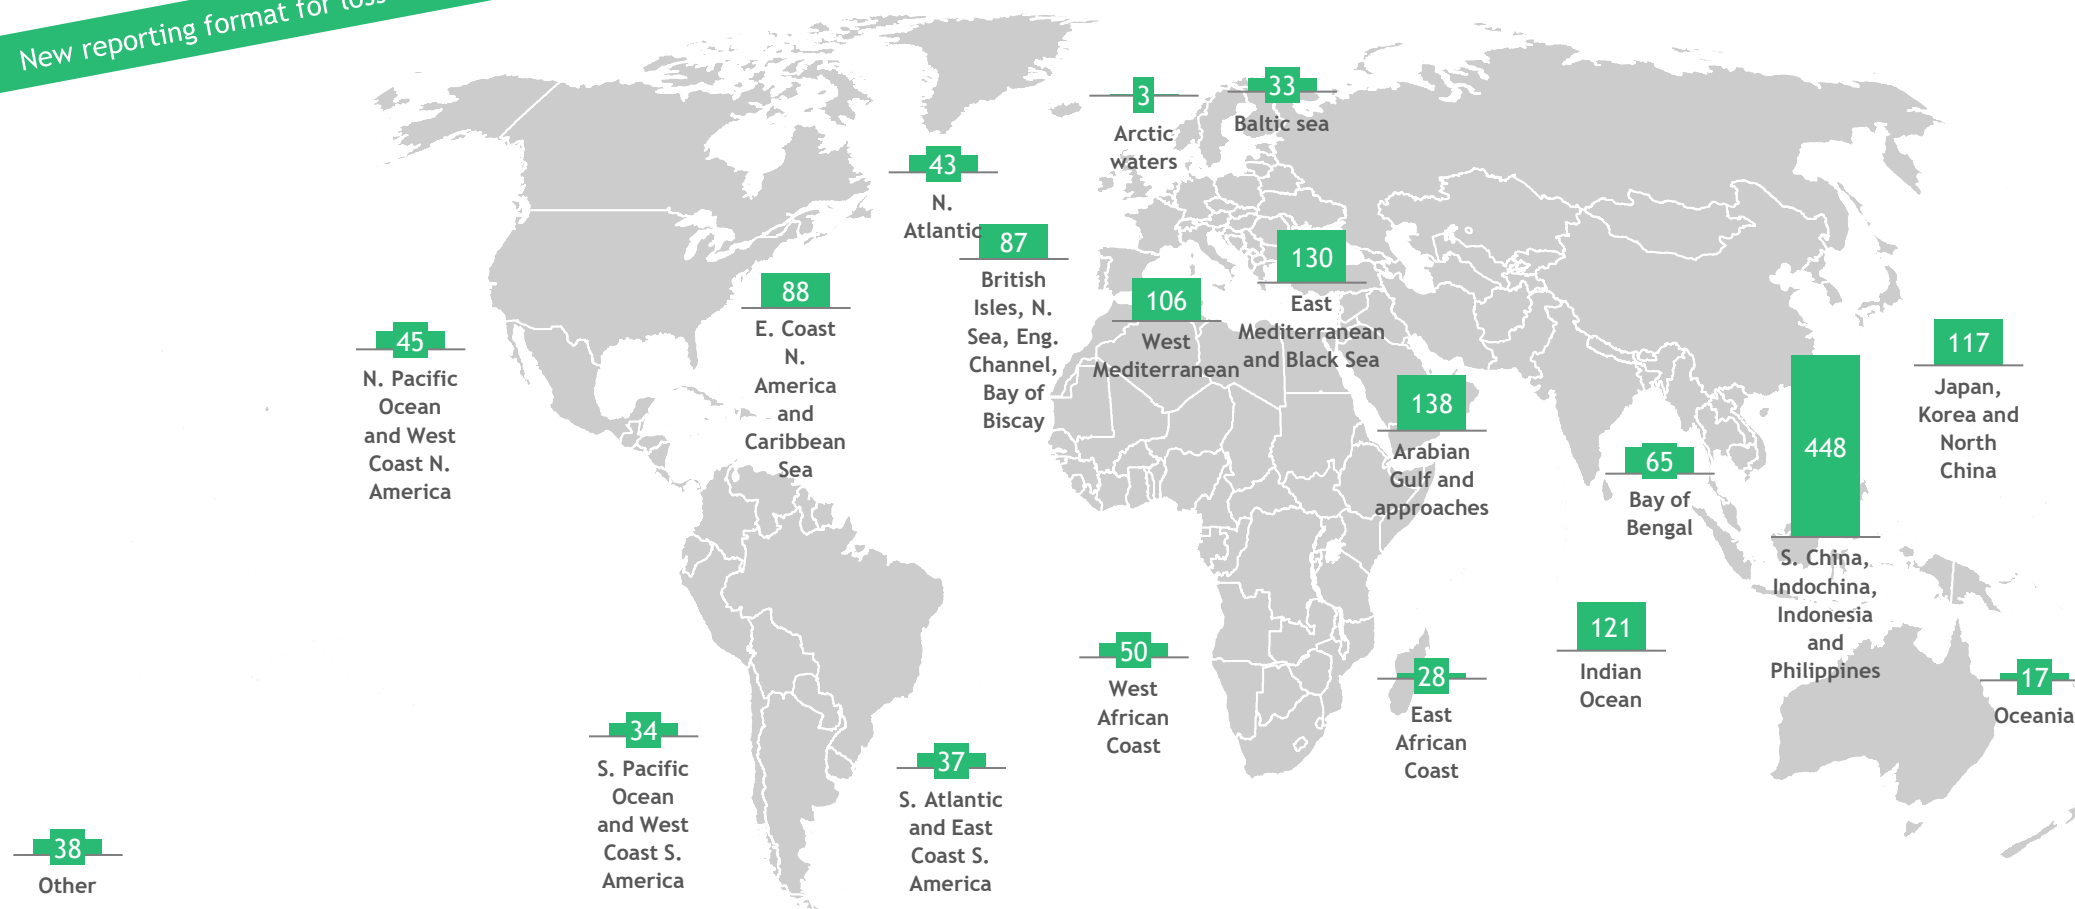 New reporting format for loss
3
Arctic
waters
33
Baltic sea
43
N.
Atlantic
87
British
Isles, N.
Sea, Eng.
Channel,
Bay of
Biscay
130
East
Mediterranean
and Black Sea
106
West
Mediterranean
88
E. Coast
N.
America
and
Caribbean
Sea
45
N. Pacific
Ocean
and West
Coast N.
America
117
Japan,
Korea and
North
China
138
Arabian
Gulf and
approaches
448
S. China,
Indochina,
Indonesia
and
Philippines
65
Bay of
Bengal
121
Indian
Ocean
50
West
African
Coast
28
East
African
Coast
17
Oceania
34
S. Pacific
Ocean
and West
Coast S.
America
37
S. Atlantic
and East
Coast S.
America
38
Other